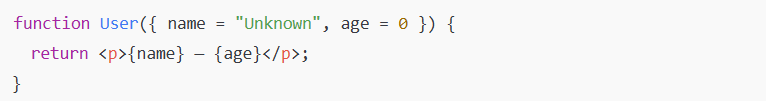 function User({ name = "Unknown", age = 0 }) {
  return <p>{name} — {age}</p>;
}